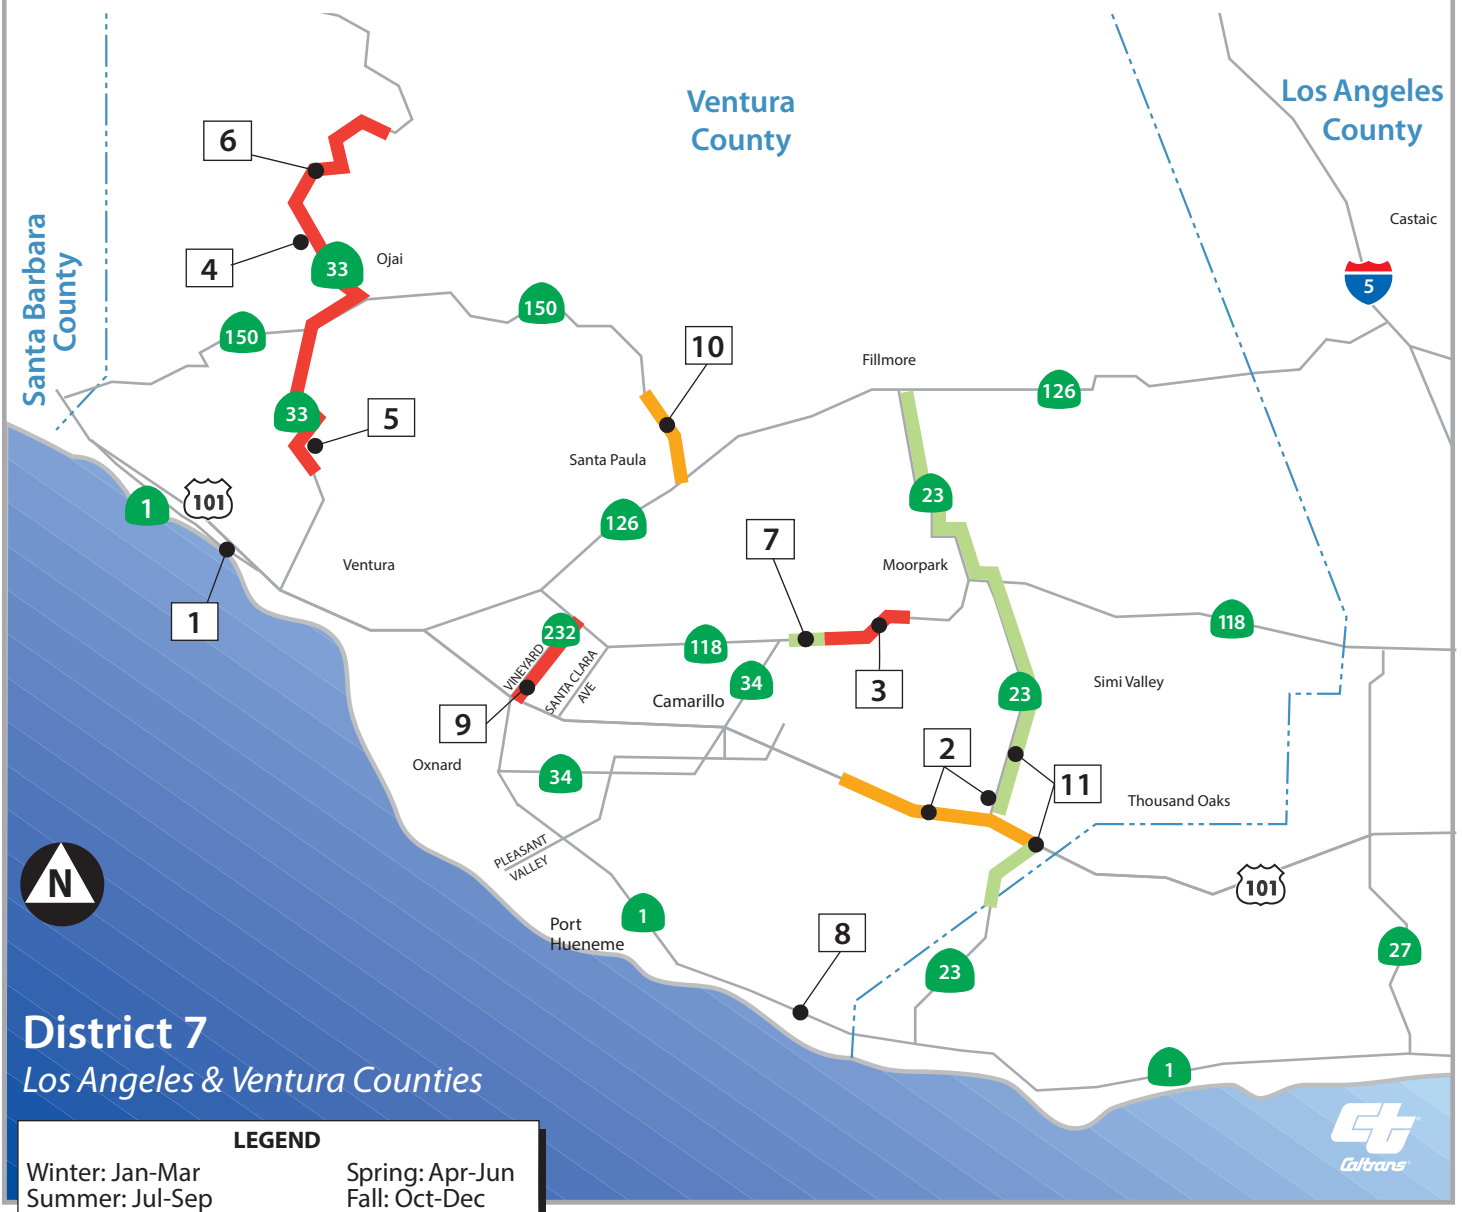 Ventura
County
Los Angeles
County
Santa Barbara
County
6
4
33
Ojai
Castaic
5
150
150
10
Fillmore
126
33
5
Santa Paula
1
101
126
23
7
Moorpark
Ventura
1
232
118
118
VINEYARD
SANTA CLARA
AVE
34
3
Camarillo
Simi Valley
23
9
2
Oxnard
34
11
Thousand Oaks
PLEASANT
VALLEY
N
101
1
Port
Hueneme
8
27
23
District 7
Los Angeles & Ventura Counties
1
Caltrans
LEGEND
Winter: Jan-Mar
Spring: Apr-Jun
Summer: Jul-Sep
Fall: Oct-Dec